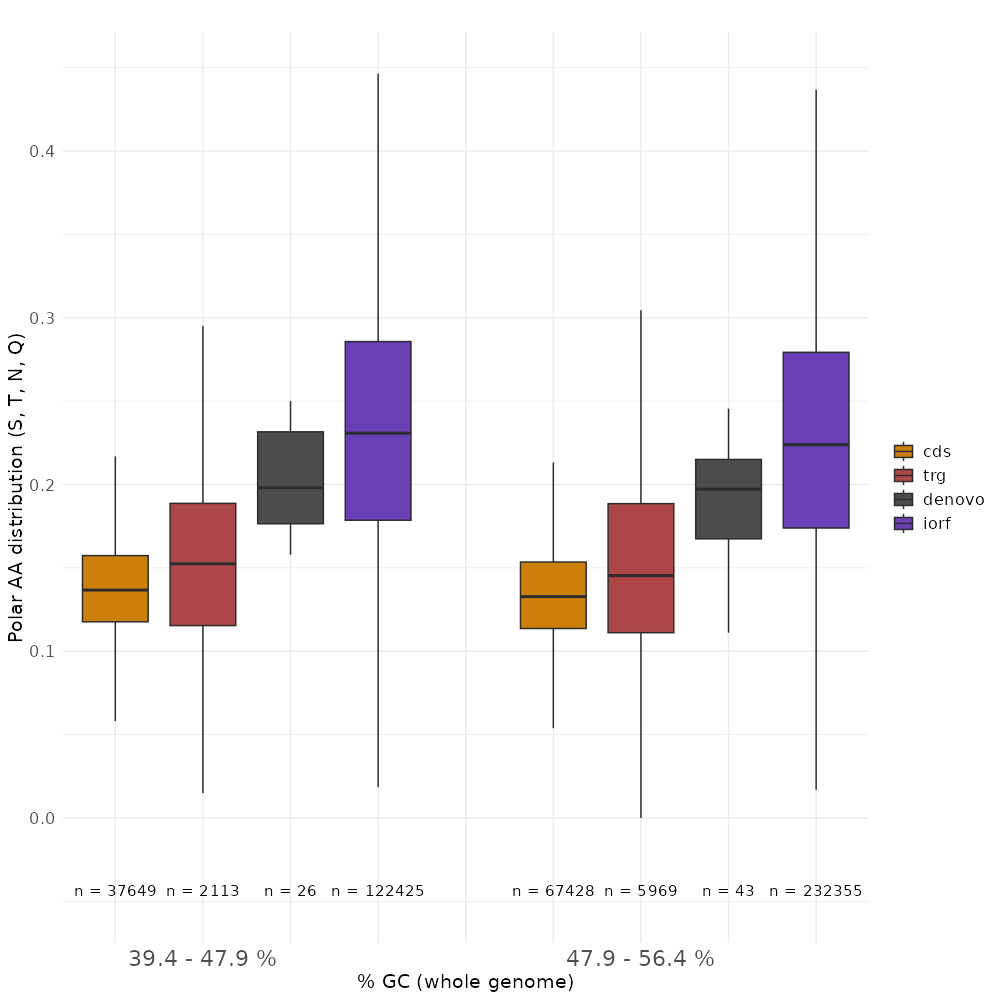 Polar AA distribution (S, T, N, Q)
0.4
0.3
0.2
0.1
0.0
n = 37649 n = 2113 n = 26 n = 122425 n = 67428 n = 5969 n = 43 n = 232355
39.4 - 47.9 % 47.9 - 56.4 %
% GC (whole genome)
cds
trg
denovo
iorf